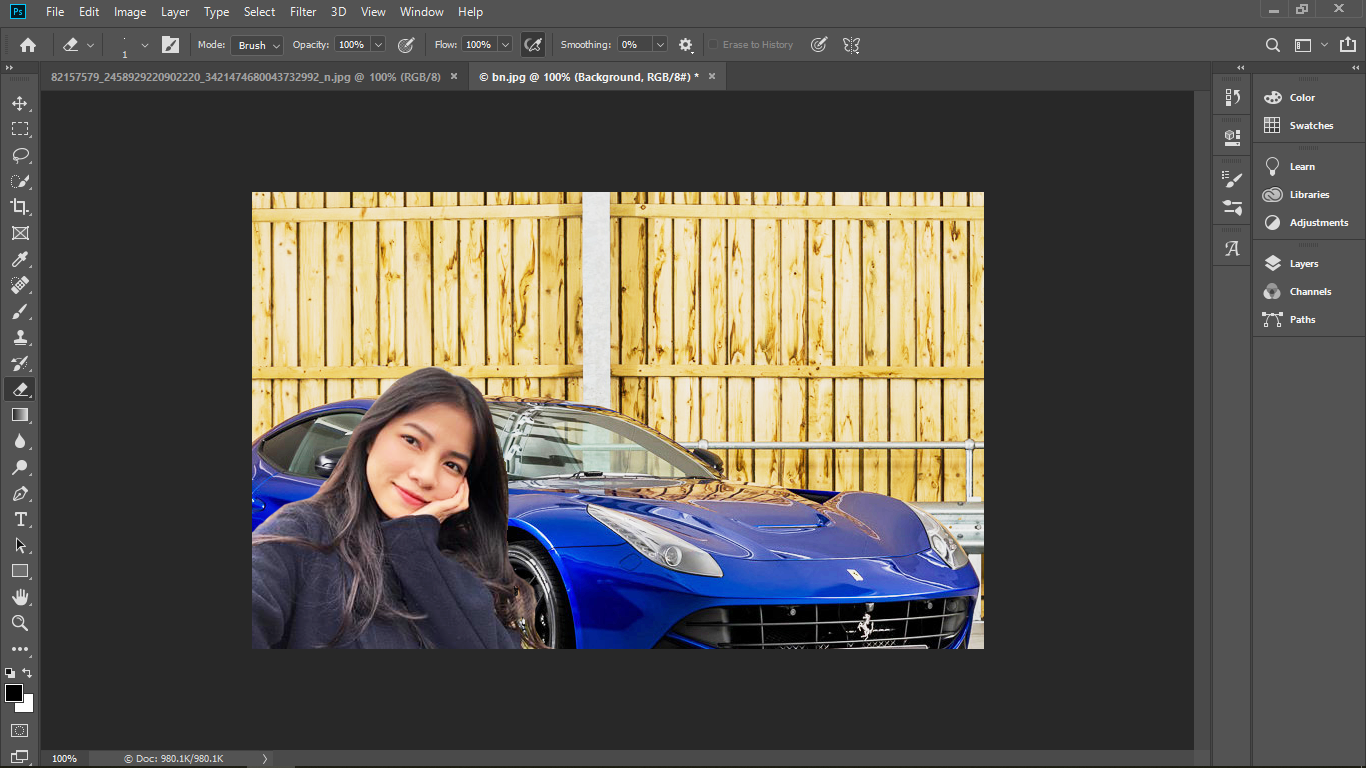 Ps File Edit Image Layer Type Select Filter 3D View Window Help
1 Mode: Brush Opacity: 100% Flow: 100% Smoothing: 0% Erase to History
82157579_2458929220902220_3421474680043732992_n.jpg @ 100% (RGB/8) × © bn.jpg @ 100% (Background, RGB/8#) * ×
Color
Swatches
Learn
Libraries
Adjustments
Layers
Channels
Paths
100% © Doc: 980.1K/980.1K